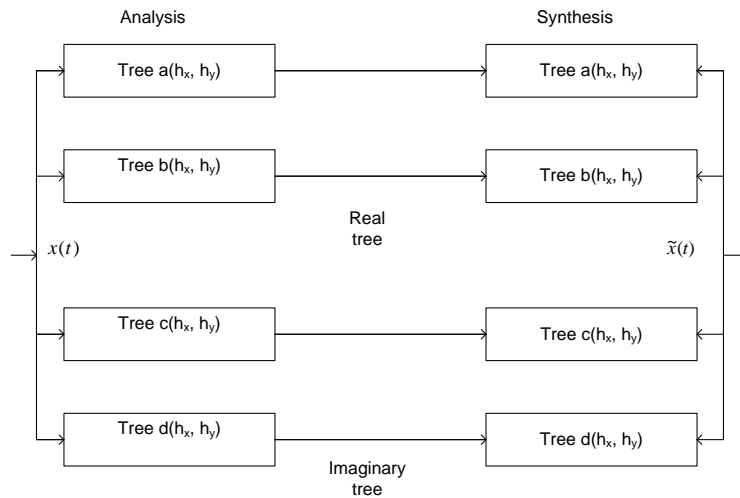 Analysis
Synthesis
Tree a(hx, hy)
Tree a(hx, hy)
Tree b(hx, hy)
Tree b(hx, hy)
Real
tree
x(t)
x̃(t)
Tree c(hx, hy)
Tree c(hx, hy)
Tree d(hx, hy)
Tree d(hx, hy)
Imaginary
tree